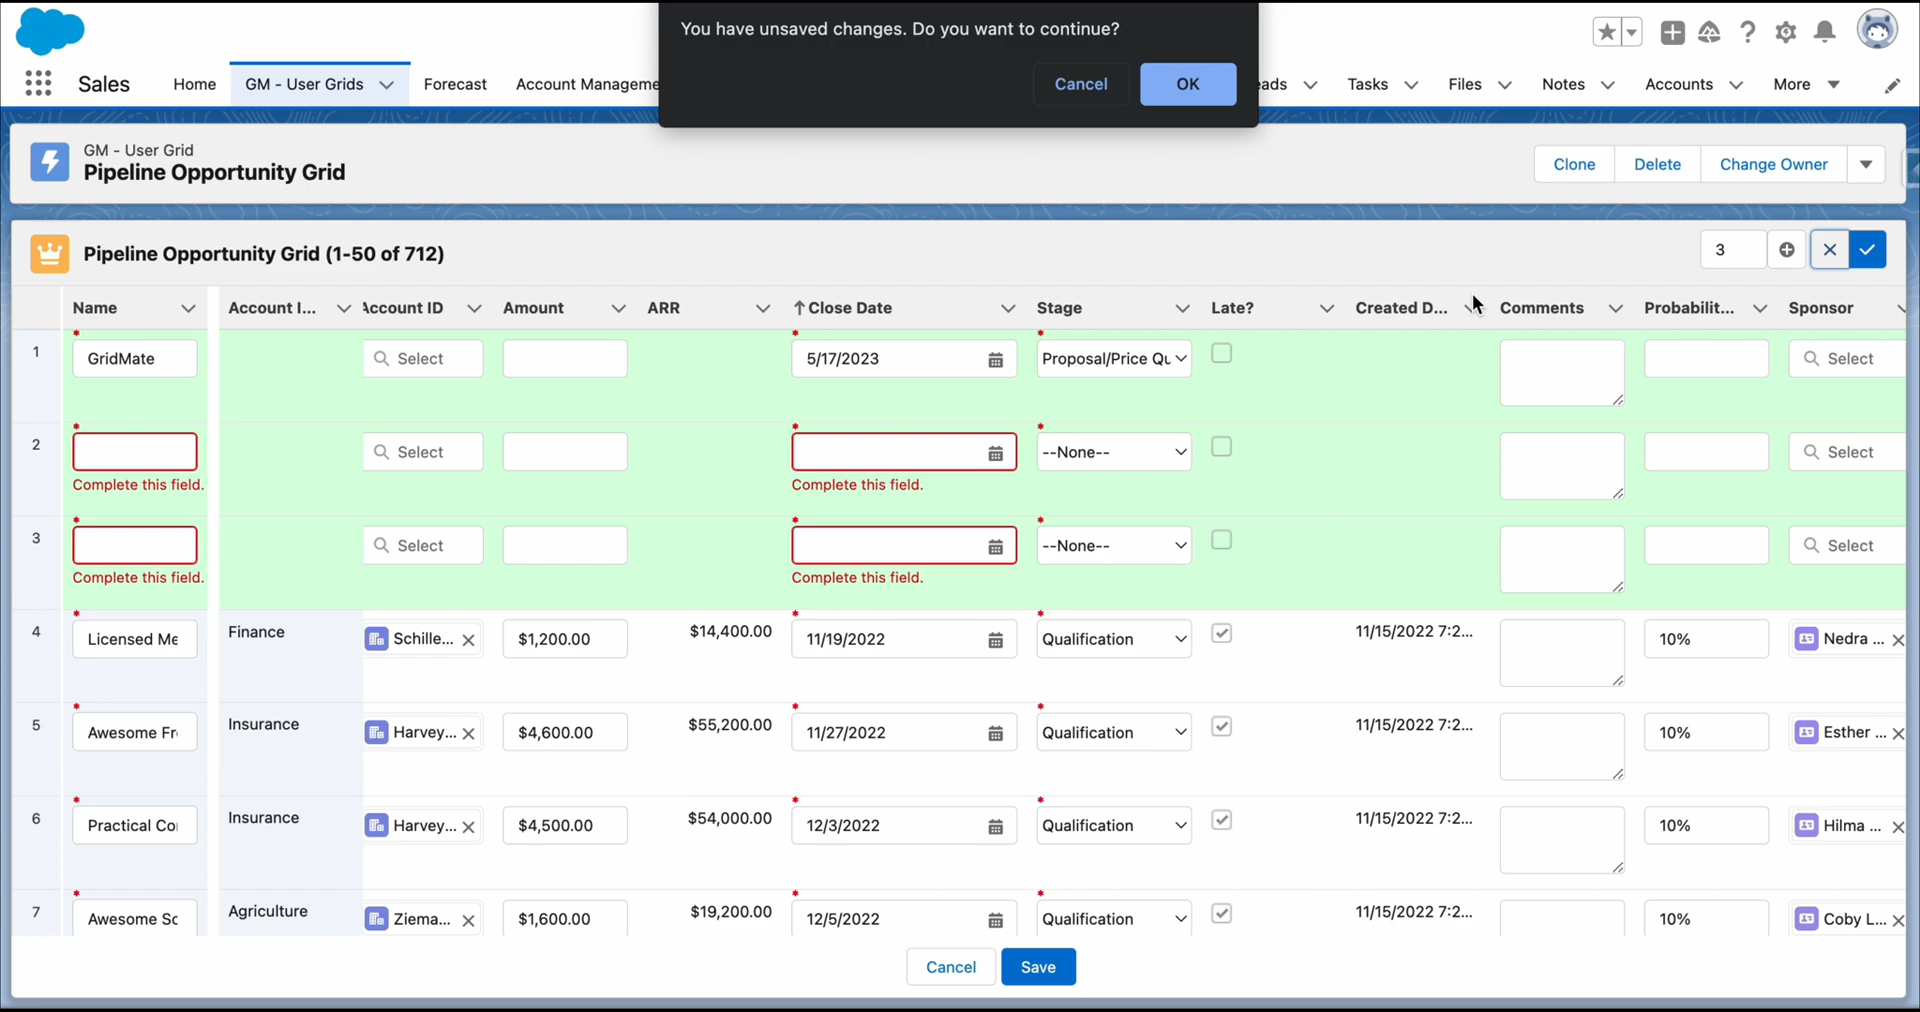 You have unsaved changes. Do you want to continue?
Cancel OK
Sales Home GM - User Grids Forecast Account Manageme ads Tasks Files Notes Accounts More
GM - User Grid
Pipeline Opportunity Grid
Clone Delete Change Owner
Pipeline Opportunity Grid (1-50 of 712) 3
Name Account I... Account ID Amount ARR Close Date Stage Late? Created D... Comments Probabilit... Sponsor
1 GridMate Select 5/17/2023 Proposal/Price Qu Select
2 Select --None-- Select
Complete this field. Complete this field.
3 Select --None-- Select
Complete this field. Complete this field.
4 Licensed Me Finance Schille... $1,200.00 $14,400.00 11/19/2022 Qualification 11/15/2022 7:2... 10% Nedra ...
5 Awesome Fr Insurance Harvey... $4,600.00 $55,200.00 11/27/2022 Qualification 11/15/2022 7:2... 10% Esther ...
6 Practical Co Insurance Harvey... $4,500.00 $54,000.00 12/3/2022 Qualification 11/15/2022 7:2... 10% Hilma ...
7 Awesome Sc Agriculture Ziema... $1,600.00 $19,200.00 12/5/2022 Qualification 11/15/2022 7:2... 10% Coby L...
Cancel Save